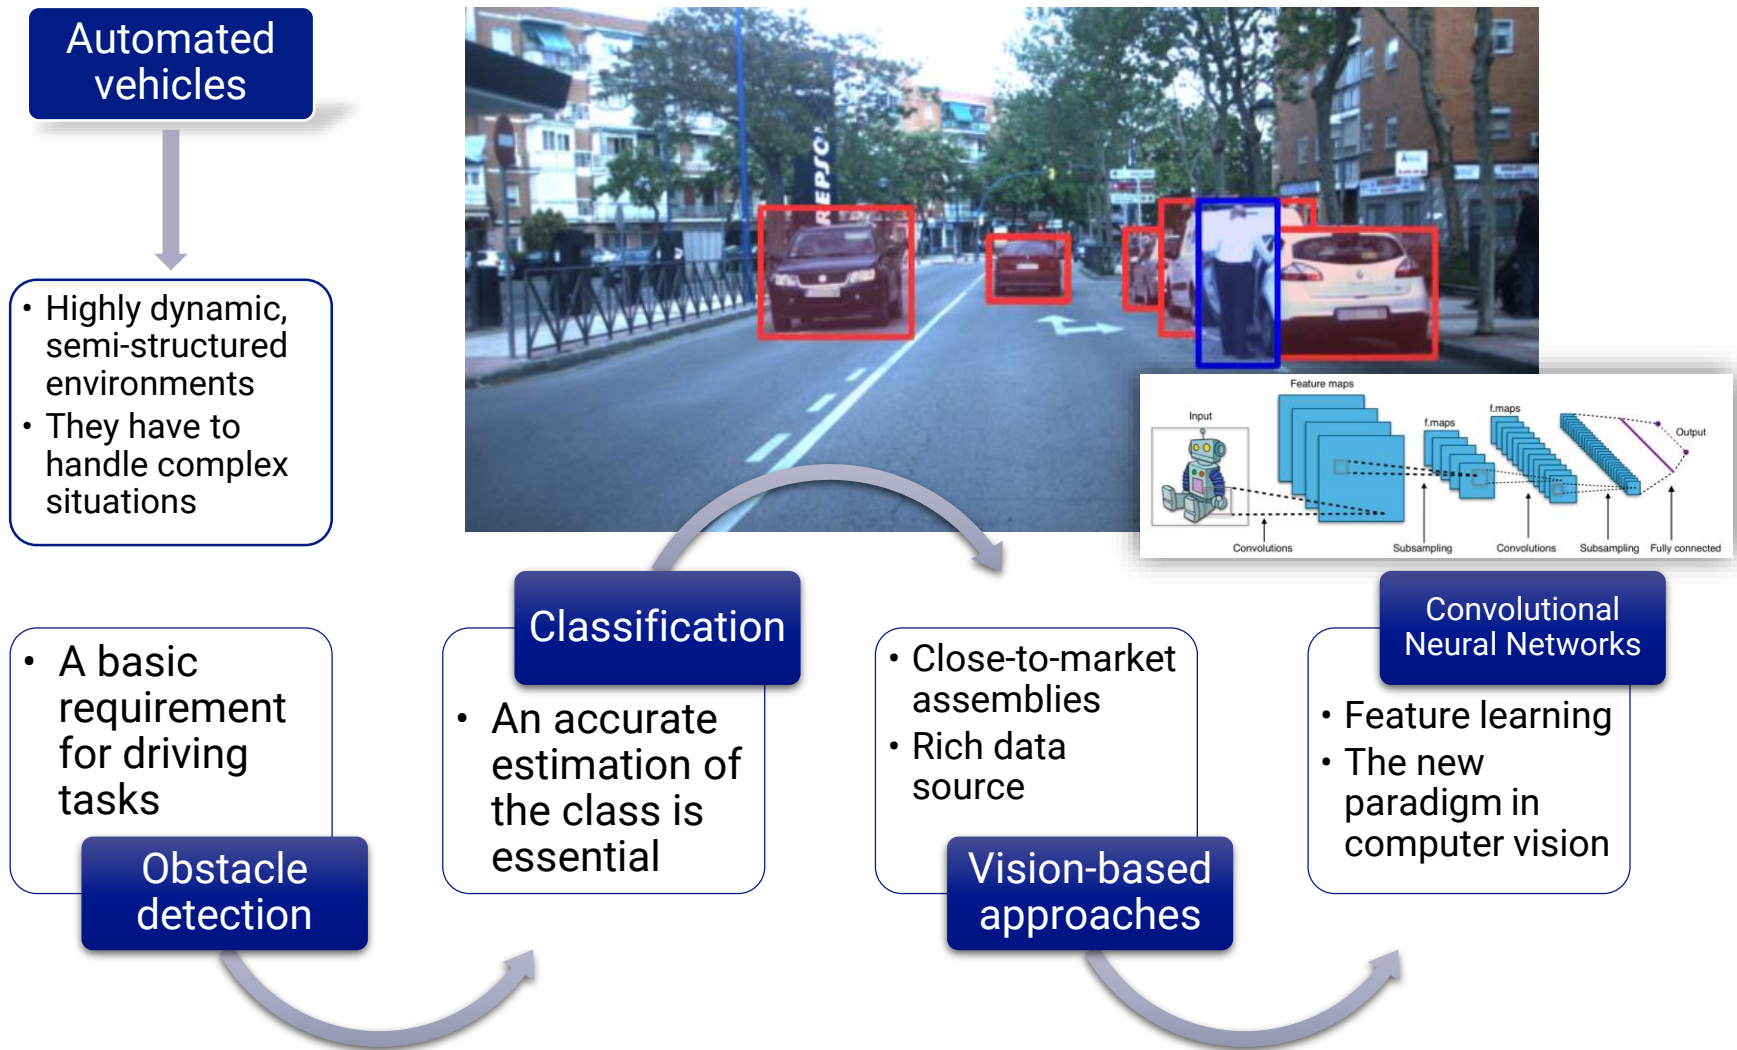 Automated
vehicles
• Highly dynamic,
semi-structured
environments
• They have to
handle complex
situations
REPSOL
Feature maps
Input
f.maps
f.maps
Output
Convolutions
Subsampling
Convolutions
Subsampling
Fully connected
• A basic
requirement
for driving
tasks
Obstacle
detection
Classification
• An accurate
estimation of
the class is
essential
• Close-to-market
assemblies
• Rich data
source
Vision-based
approaches
Convolutional
Neural Networks
• Feature learning
• The new
paradigm in
computer vision